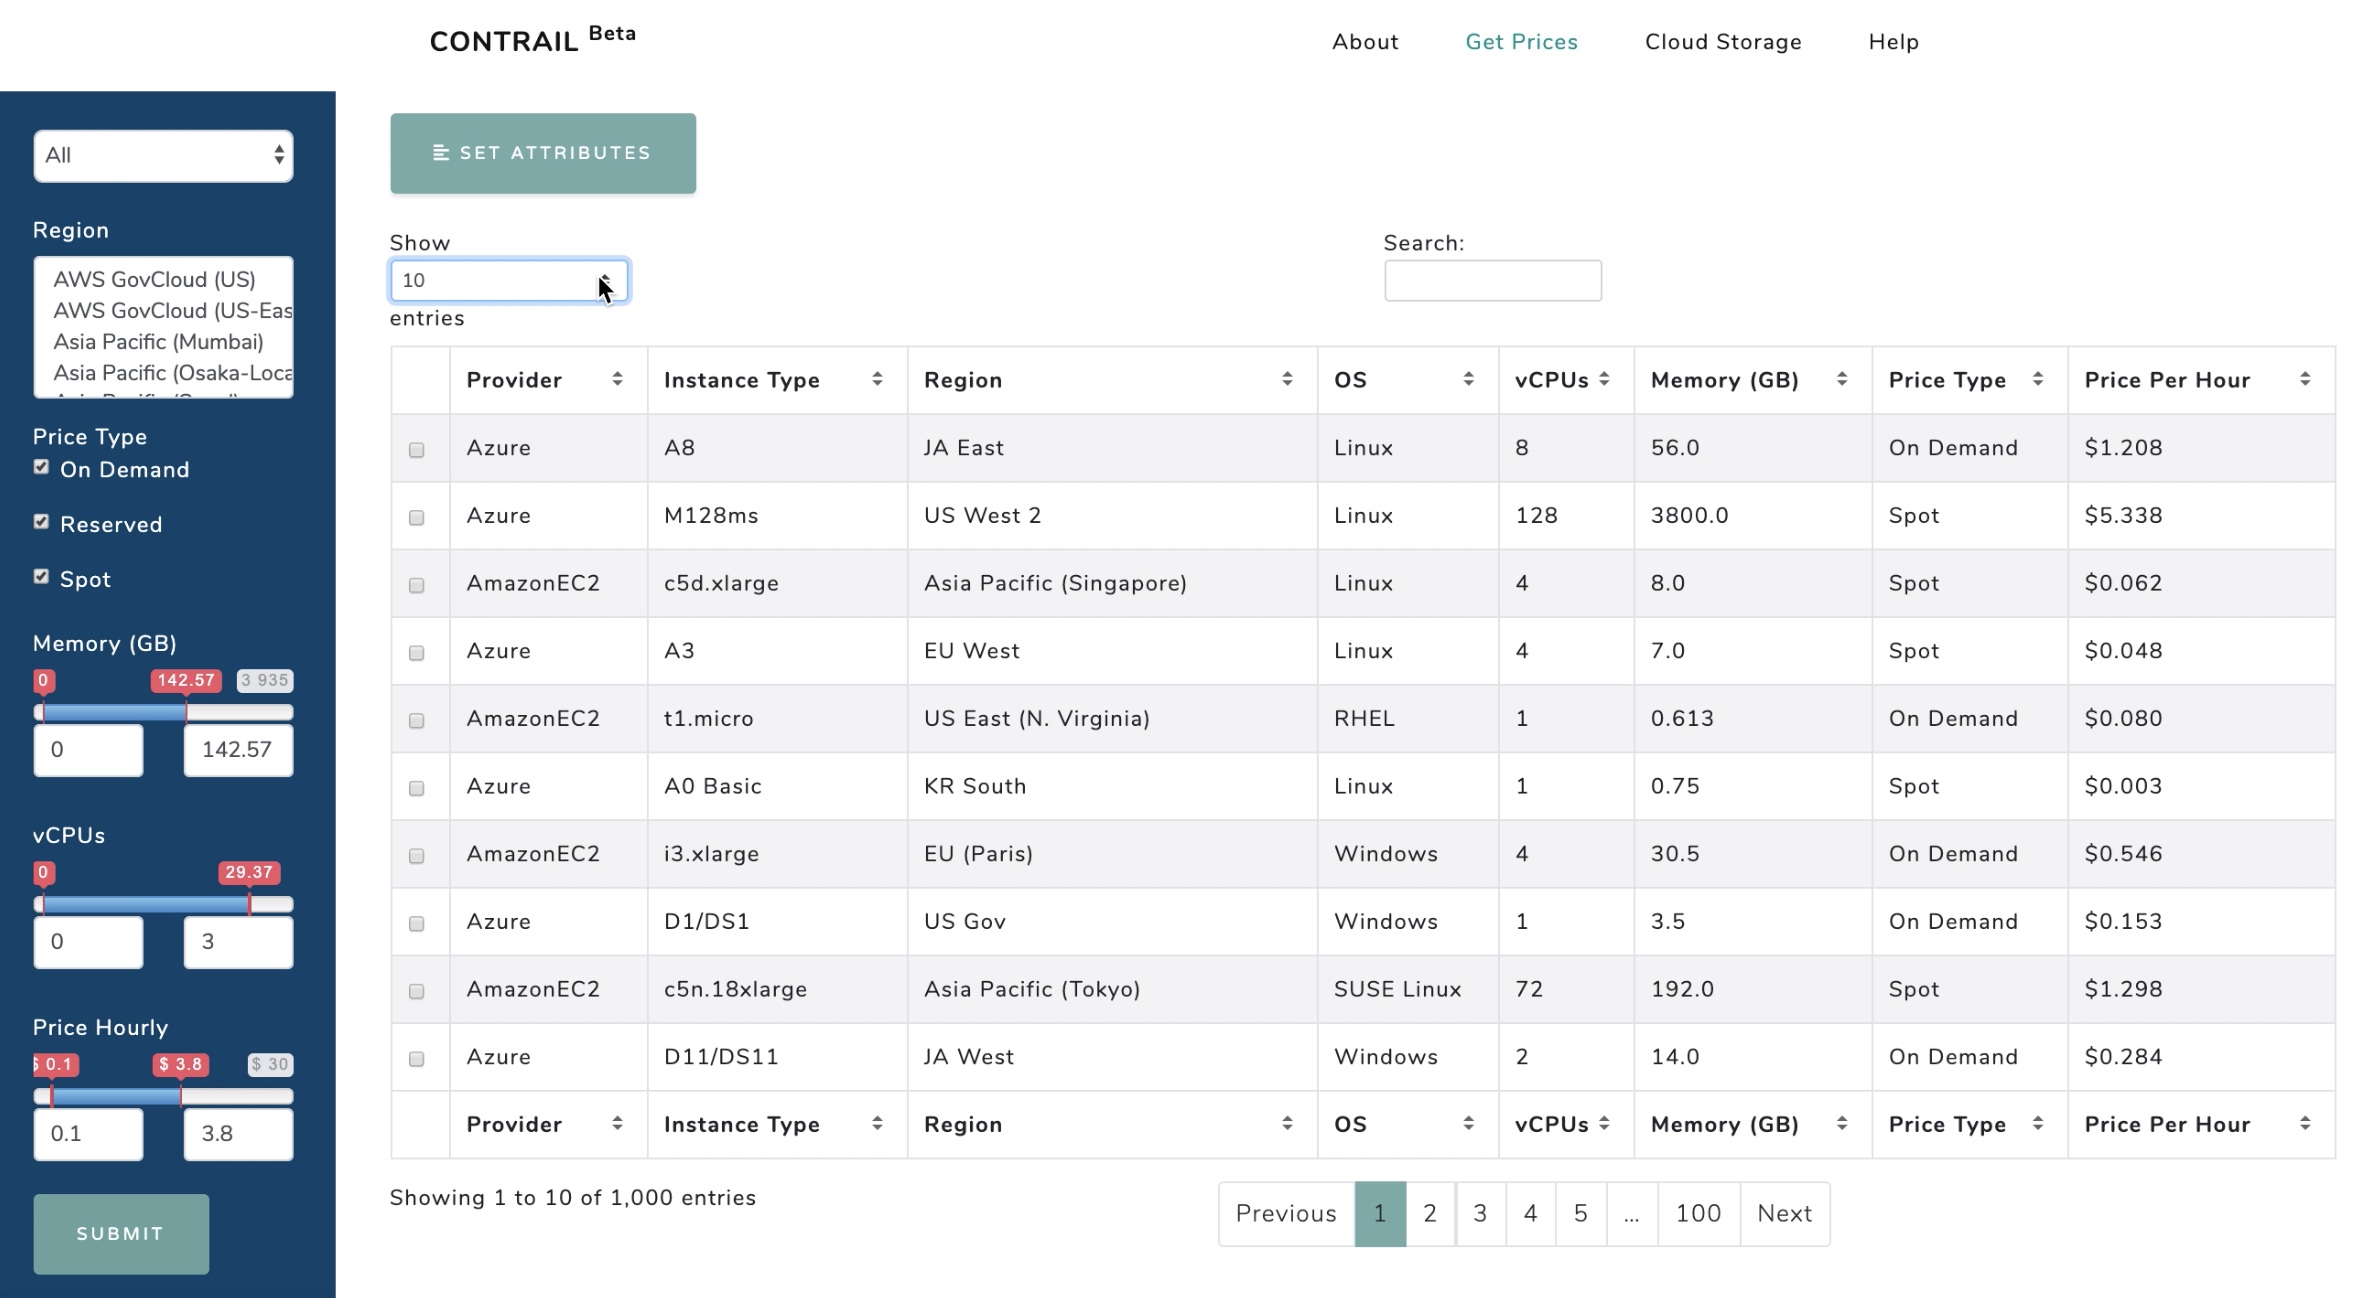 CONTRAIL Beta
About Get Prices Cloud Storage Help
All
Region
AWS GovCloud (US)
AWS GovCloud (US-Eas
Asia Pacific (Mumbai)
Asia Pacific (Osaka-Loca
Price Type
On Demand
Reserved
Spot
Memory (GB)
0 142.57 3 935
0 142.57
vCPUs
0 29.37
0 3
Price Hourly
$ 0.1 $ 3.8 $ 30
0.1 3.8
SUBMIT
SET ATTRIBUTES
Show
10
entries
Search:
Provider Instance Type Region OS vCPUs Memory (GB) Price Type Price Per Hour
Azure A8 JA East Linux 8 56.0 On Demand $1.208
Azure M128ms US West 2 Linux 128 3800.0 Spot $5.338
AmazonEC2 c5d.xlarge Asia Pacific (Singapore) Linux 4 8.0 Spot $0.062
Azure A3 EU West Linux 4 7.0 Spot $0.048
AmazonEC2 t1.micro US East (N. Virginia) RHEL 1 0.613 On Demand $0.080
Azure A0 Basic KR South Linux 1 0.75 Spot $0.003
AmazonEC2 i3.xlarge EU (Paris) Windows 4 30.5 On Demand $0.546
Azure D1/DS1 US Gov Windows 1 3.5 On Demand $0.153
AmazonEC2 c5n.18xlarge Asia Pacific (Tokyo) SUSE Linux 72 192.0 Spot $1.298
Azure D11/DS11 JA West Windows 2 14.0 On Demand $0.284
Provider Instance Type Region OS vCPUs Memory (GB) Price Type Price Per Hour
Showing 1 to 10 of 1,000 entries
Previous 1 2 3 4 5 ... 100 Next